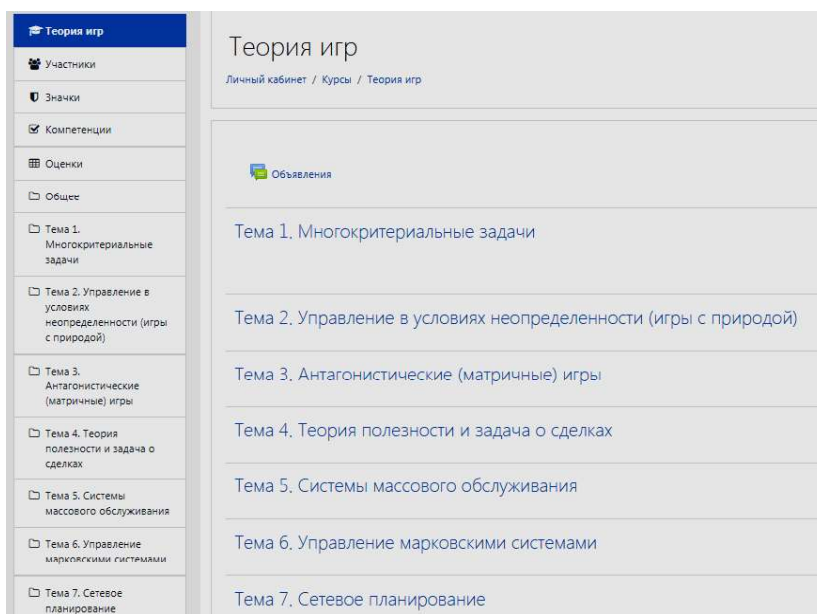 Теория игр
Участники
Значки
Компетенции
Оценки
Общее
Тема 1.
Многокритериальные
задачи
Тема 2. Управление в
условиях
неопределенности (игры
с природой)
Тема 3.
Антагонистические
(матричные) игры
Тема 4. Теория
полезности и задача о
сделках
Тема 5. Системы
массового обслуживания
Тема 6. Управление
марковскими системами
Тема 7. Сетевое
планирование
Теория игр
Личный кабинет / Курсы / Теория игр
Объявления
Тема 1. Многокритериальные задачи
Тема 2. Управление в условиях неопределенности (игры с природой)
Тема 3. Антагонистические (матричные) игры
Тема 4. Теория полезности и задача о сделках
Тема 5. Системы массового обслуживания
Тема 6. Управление марковскими системами
Тема 7. Сетевое планирование